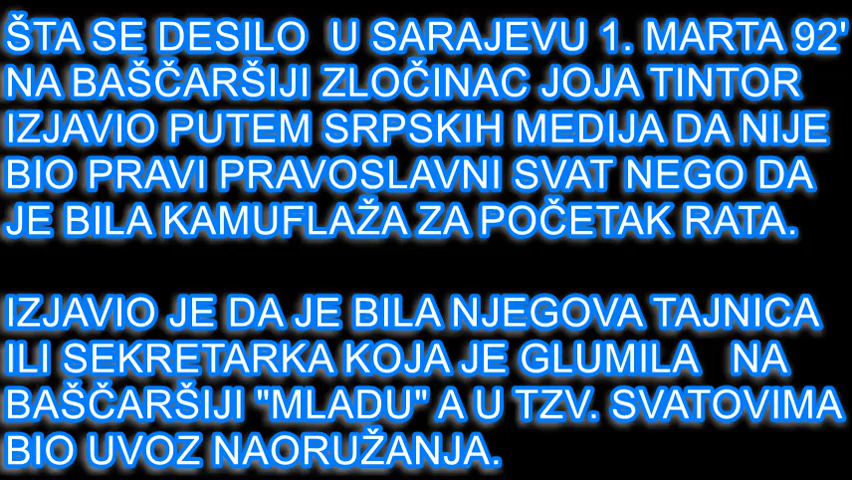 ŠTA SE DESILO U SARAJEVU 1. MARTA 92'
NA BAŠČARŠIJI ZLOČINAC JOJA TINTOR
IZJAVIO PUTEM SRPSKIH MEDIJA DA NIJE
BIO PRAVI PRAVOSLAVNI SVAT NEGO DA
JE BILA KAMUFLAŽA ZA POČETAK RATA.
IZJAVIO JE DA JE BILA NJEGOVA TAJNICA
ILI SEKRETARKA KOJA JE GLUMILA NA
BAŠČARŠIJI "MLADU" A U TZV. SVATOVIMA
BIO UVOZ NAORUŽANJA.